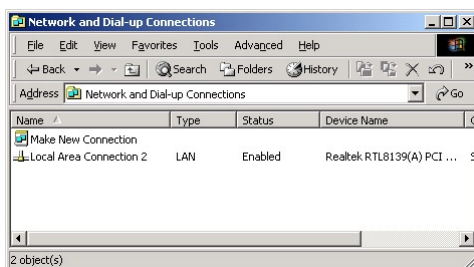 Network and Dial-up Connections
File Edit View Favorites Tools Advanced Help
Back Search Folders History »
Address Network and Dial-up Connections Go
Name Type Status Device Name
Make New Connection
Local Area Connection 2 LAN Enabled Realtek RTL8139(A) PCI ...
2 object(s)